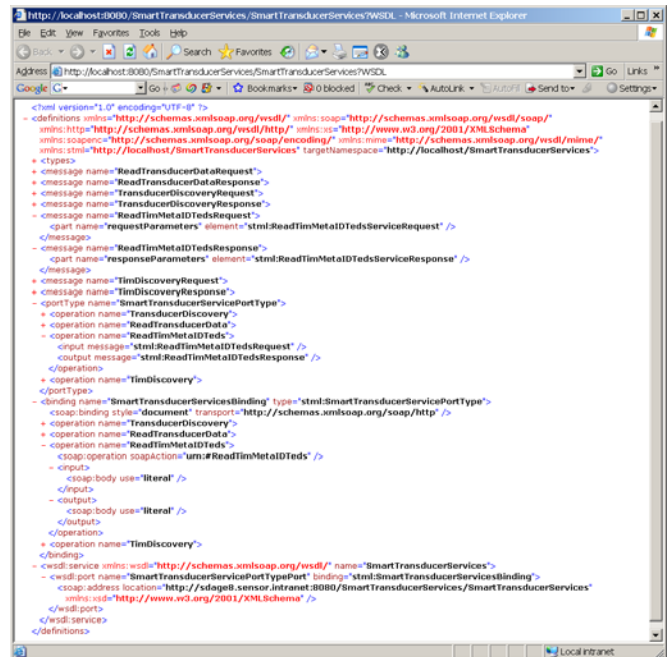 http://localhost:8080/SmartTransducerServices/SmartTransducerServices?WSDL - Microsoft Internet Explorer
File Edit View Favorites Tools Help
Back Search Favorites
Address http://localhost:8080/SmartTransducerServices/SmartTransducerServices?WSDL Go Links »
Google G Go Bookmarks 0 blocked Check AutoLink AutoFill Send to Settings
<?xml version="1.0" encoding="UTF-8" ?>
- <definitions xmlns="http://schemas.xmlsoap.org/wsdl/" xmlns:soap="http://schemas.xmlsoap.org/wsdl/soap/"
xmlns:http="http://schemas.xmlsoap.org/wsdl/http/" xmlns:xs="http://www.w3.org/2001/XMLSchema"
xmlns:soapenc="http://schemas.xmlsoap.org/soap/encoding/" xmlns:mime="http://schemas.xmlsoap.org/wsdl/mime/"
xmlns:stml="http://localhost/SmartTransducerServices" targetNamespace="http://localhost/SmartTransducerServices">
+ <types>
+ <message name="ReadTransducerDataRequest">
+ <message name="ReadTransducerDataResponse">
+ <message name="TransducerDiscoveryRequest">
+ <message name="TransducerDiscoveryResponse">
- <message name="ReadTimMetaIDTedsRequest">
<part name="requestParameters" element="stml:ReadTimMetaIDTedsServiceRequest" />
</message>
- <message name="ReadTimMetaIDTedsResponse">
<part name="responseParameters" element="stml:ReadTimMetaIDTedsServiceResponse" />
</message>
+ <message name="TimDiscoveryRequest">
+ <message name="TimDiscoveryResponse">
- <portType name="SmartTransducerServicePortType">
+ <operation name="TransducerDiscovery">
+ <operation name="ReadTransducerData">
- <operation name="ReadTimMetaIDTeds">
<input message="stml:ReadTimMetaIDTedsRequest" />
<output message="stml:ReadTimMetaIDTedsResponse" />
</operation>
+ <operation name="TimDiscovery">
</portType>
- <binding name="SmartTransducerServicesBinding" type="stml:SmartTransducerServicePortType">
<soap:binding style="document" transport="http://schemas.xmlsoap.org/soap/http" />
+ <operation name="TransducerDiscovery">
+ <operation name="ReadTransducerData">
- <operation name="ReadTimMetaIDTeds">
<soap:operation soapAction="urn:#ReadTimMetaIDTeds" />
- <input>
<soap:body use="literal" />
</input>
- <output>
<soap:body use="literal" />
</output>
</operation>
+ <operation name="TimDiscovery">
</binding>
- <wsdl:service xmlns:wsdl="http://schemas.xmlsoap.org/wsdl/" name="SmartTransducerServices">
- <wsdl:port name="SmartTransducerServicePortTypePort" binding="stml:SmartTransducerServicesBinding">
<soap:address location="http://sdage8.sensor.intranet:8080/SmartTransducerServices/SmartTransducerServices"
xmlns:xsd="http://www.w3.org/2001/XMLSchema" />
</wsdl:port>
</wsdl:service>
</definitions>
Local intranet